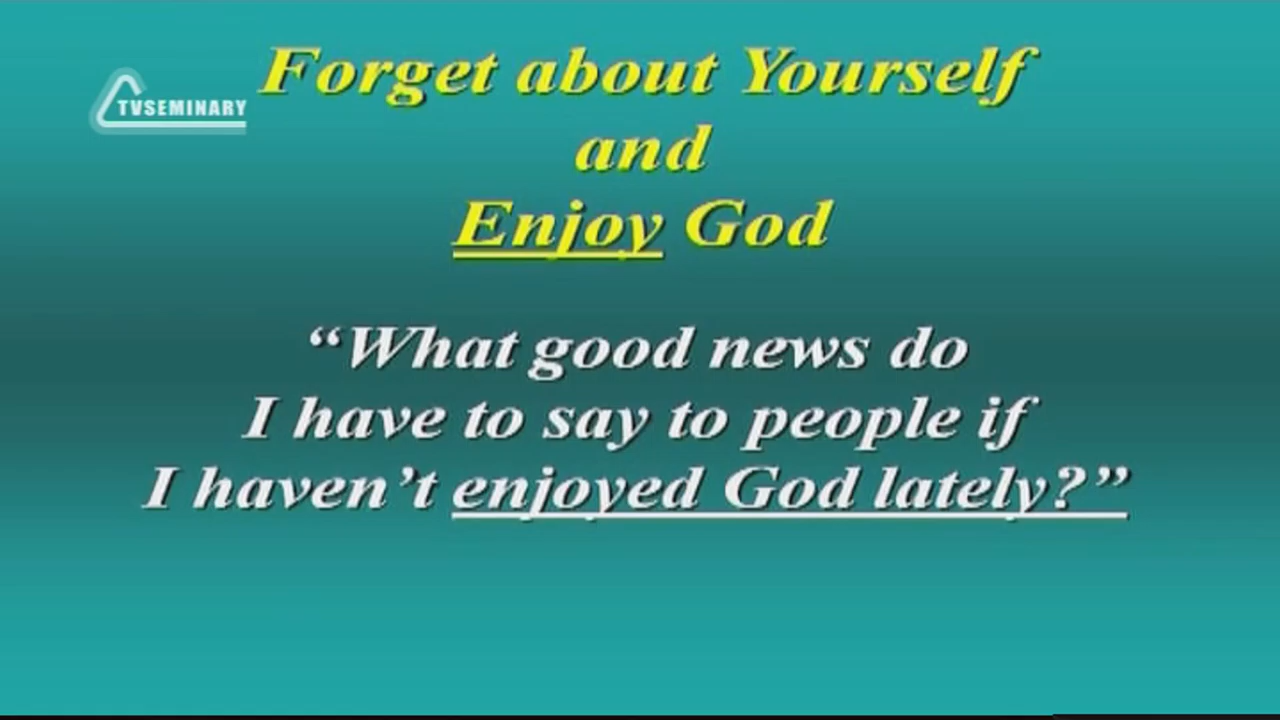 Forget about Yourself
TVSEMINARY
and
Enjoy God
“What good news do
I have to say to people if
I haven’t enjoyed God lately?”